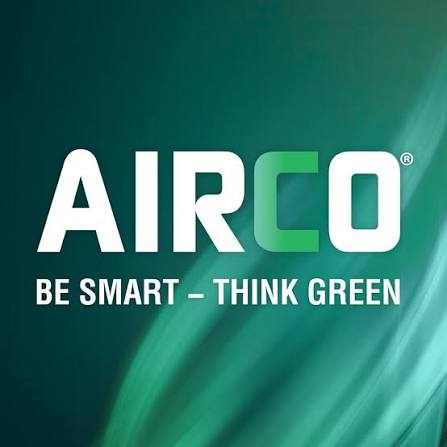 AIRCO®
BE SMART – THINK GREEN